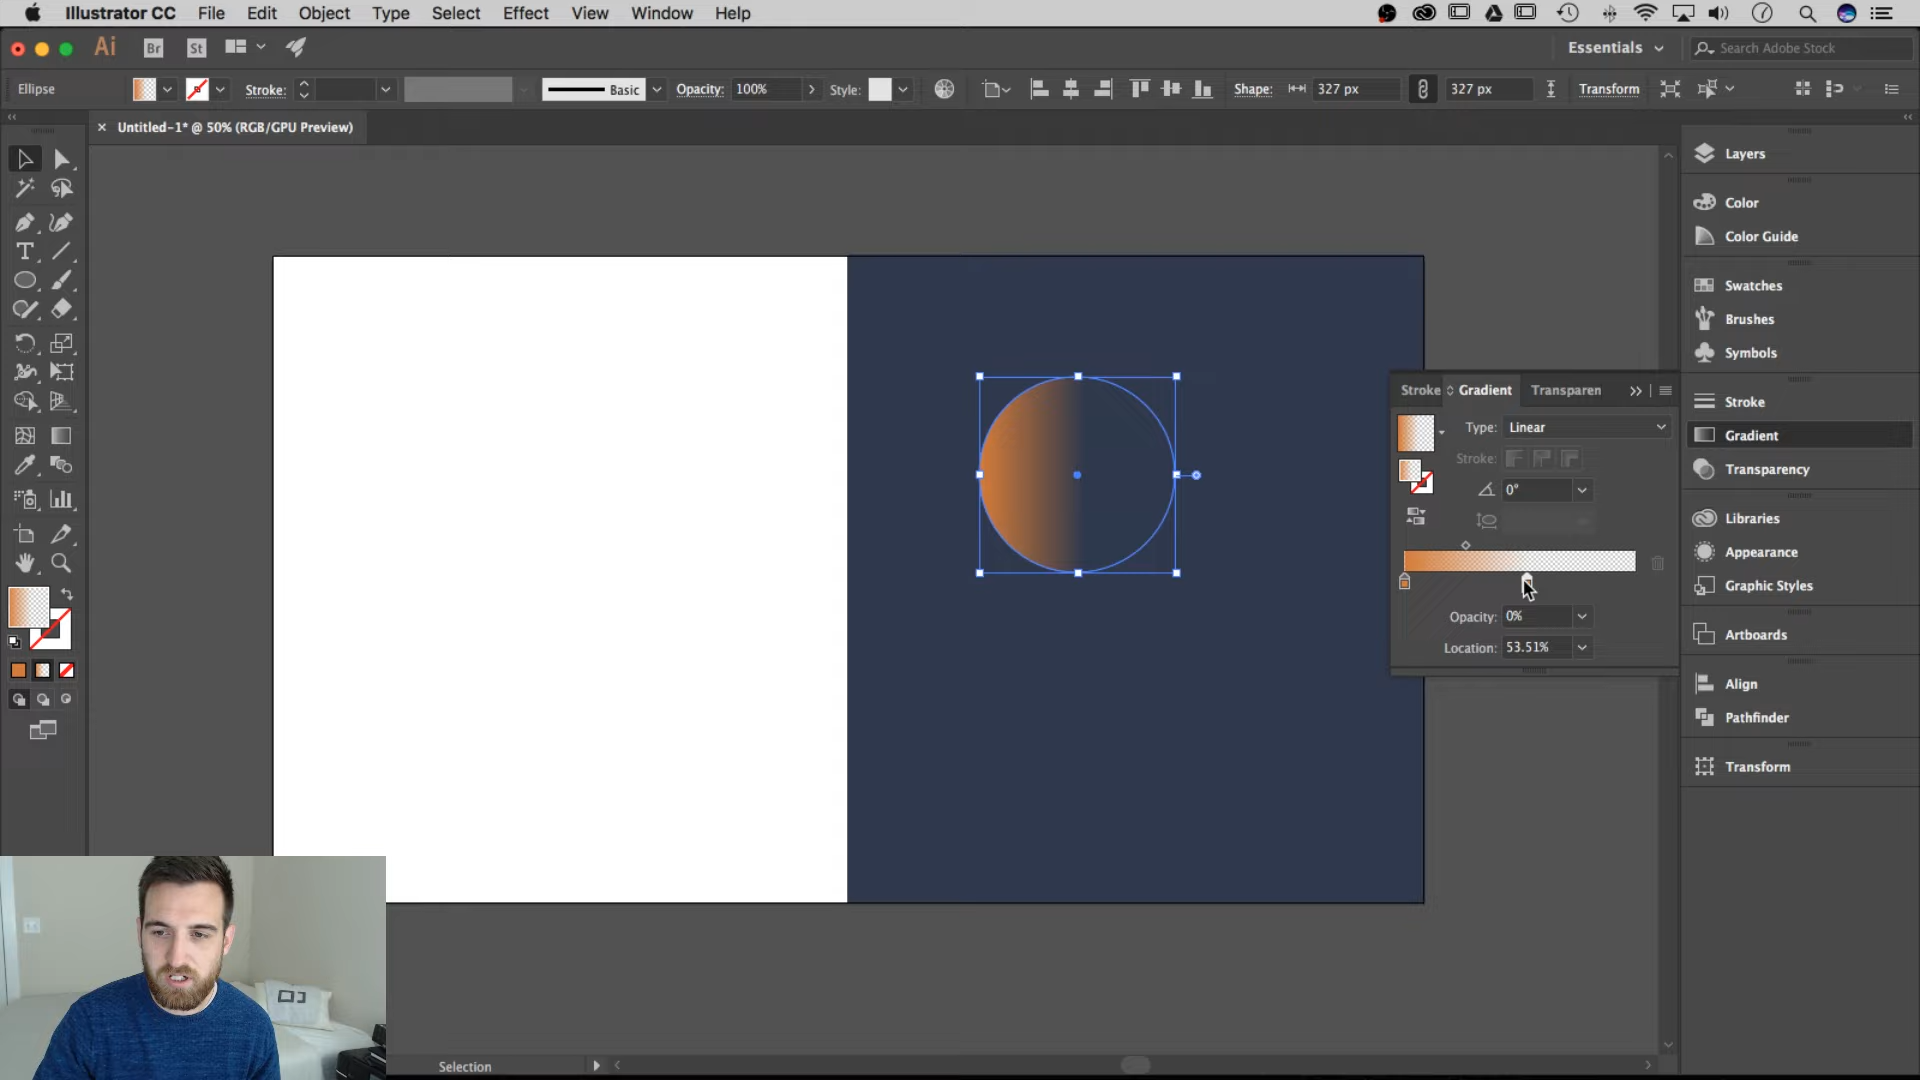 Illustrator CC File Edit Object Type Select Effect View Window Help
Ai Br St Essentials Search Adobe Stock
Ellipse Stroke: Basic Opacity: 100% Style: Shape: 327 px 327 px Transform
× Untitled-1* @ 50% (RGB/GPU Preview)
Layers
Color
Color Guide
Swatches
Brushes
Symbols
Stroke
Gradient
Transparency
Libraries
Appearance
Graphic Styles
Artboards
Align
Pathfinder
Transform
Stroke Gradient Transparen
Type: Linear
Stroke:
0°
Opacity: 0%
Location: 53.51%
Selection